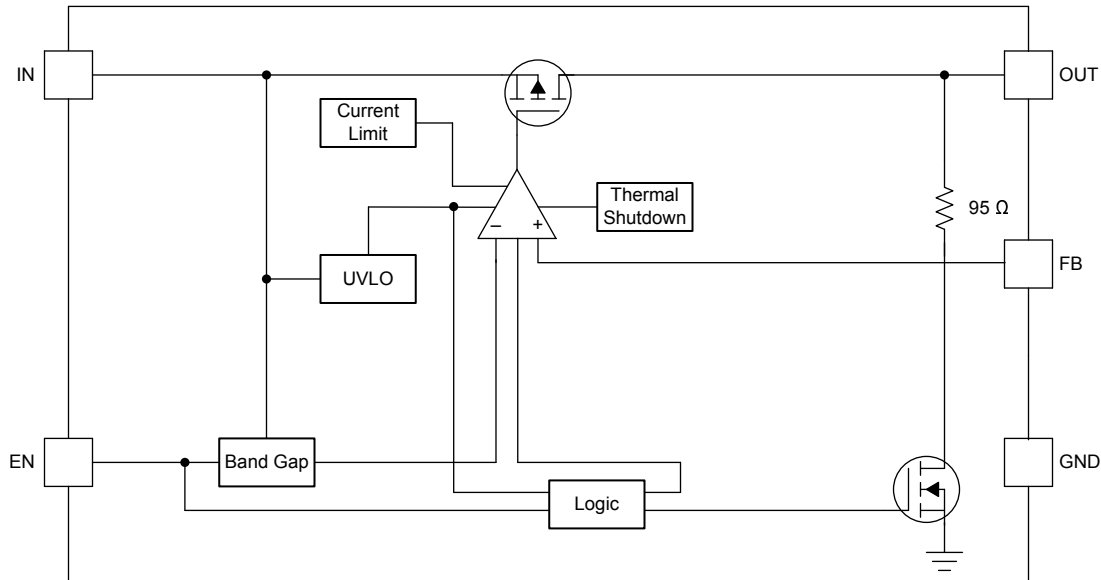 IN
OUT
Current
Limit
Thermal
Shutdown
95 Ω
− +
UVLO
FB
EN
Band Gap
GND
Logic